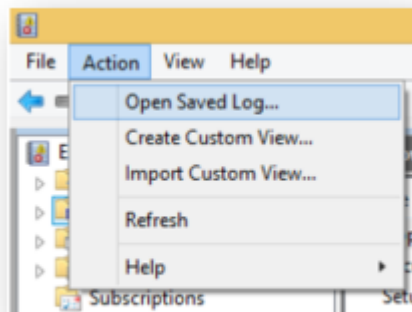 File Action View Help
Open Saved Log...
Create Custom View...
Import Custom View...
Refresh
Help
Subscriptions